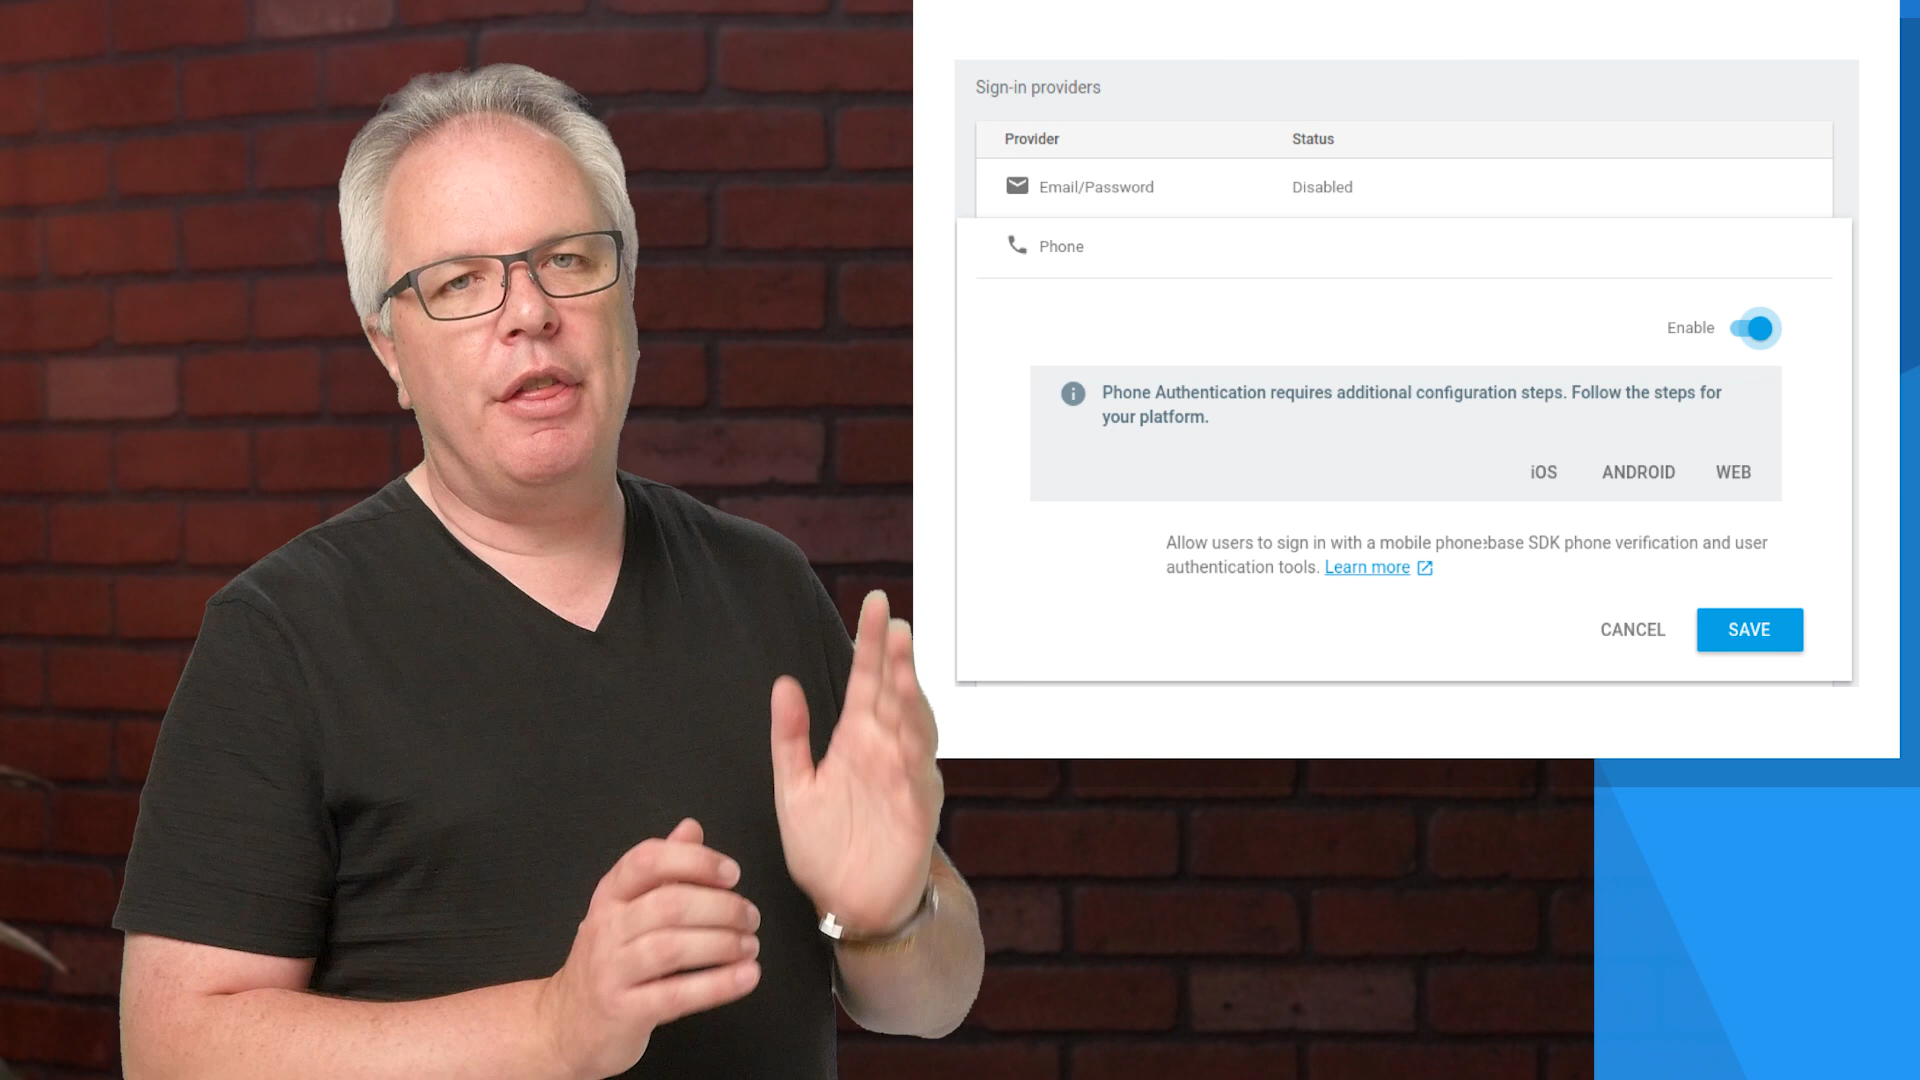 Sign-in providers
Provider Status
Email/Password Disabled
Phone
Enable
Phone Authentication requires additional configuration steps. Follow the steps for
your platform.
iOS ANDROID WEB
Allow users to sign in with a mobile phone:base SDK phone verification and user
authentication tools. Learn more
CANCEL SAVE